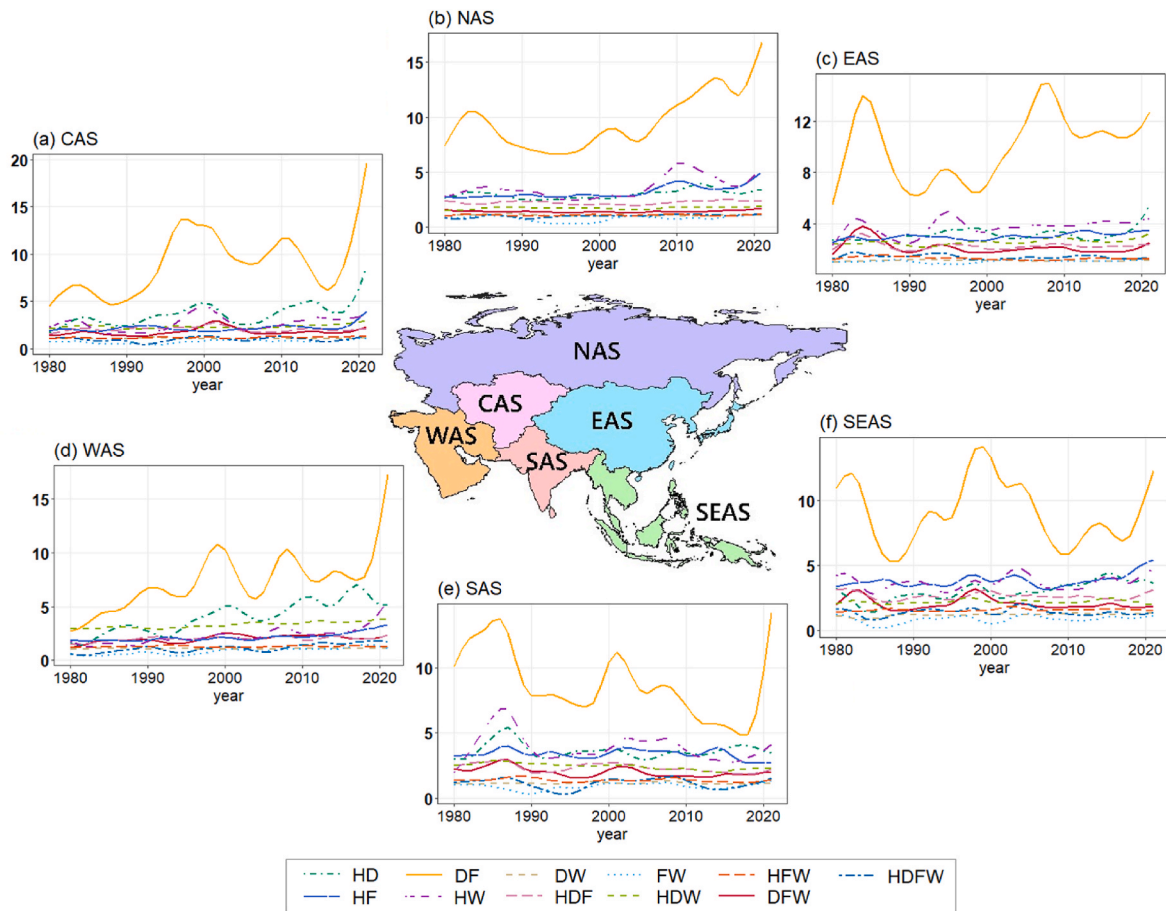 (b) NAS
15
10
5
0
1980 1990 2000 2010 2020
year
(c) EAS
12
8
4
1980 1990 2000 2010 2020
year
(a) CAS
20
15
10
5
0
1980 1990 2000 2010 2020
year
NAS
CAS
EAS
WAS
SAS
SEAS
(d) WAS
15
10
5
0
1980 1990 2000 2010 2020
year
(e) SAS
10
5
0
1980 1990 2000 2010 2020
year
(f) SEAS
10
5
0
1980 1990 2000 2010 2020
year
HD DF DW FW HFW HDFW
HF HW HDF HDW DFW